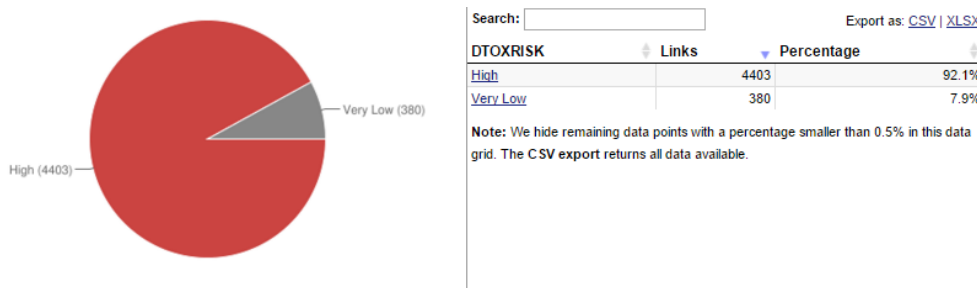 Very Low (380)
High (4403)
Search:
Export as: CSV | XLSX
DTOXRISK Links Percentage
High 4403 92.1%
Very Low 380 7.9%
Note: We hide remaining data points with a percentage smaller than 0.5% in this data
grid. The CSV export returns all data available.